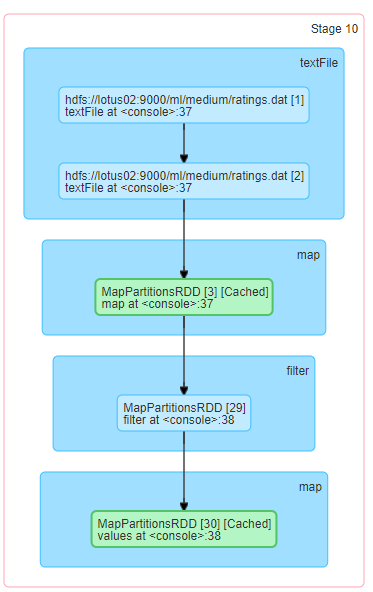 Stage 10
textFile
hdfs://lotus02:9000/ml/medium/ratings.dat [1]
textFile at <console>:37
hdfs://lotus02:9000/ml/medium/ratings.dat [2]
textFile at <console>:37
map
MapPartitionsRDD [3] [Cached]
map at <console>:37
filter
MapPartitionsRDD [29]
filter at <console>:38
map
MapPartitionsRDD [30] [Cached]
values at <console>:38